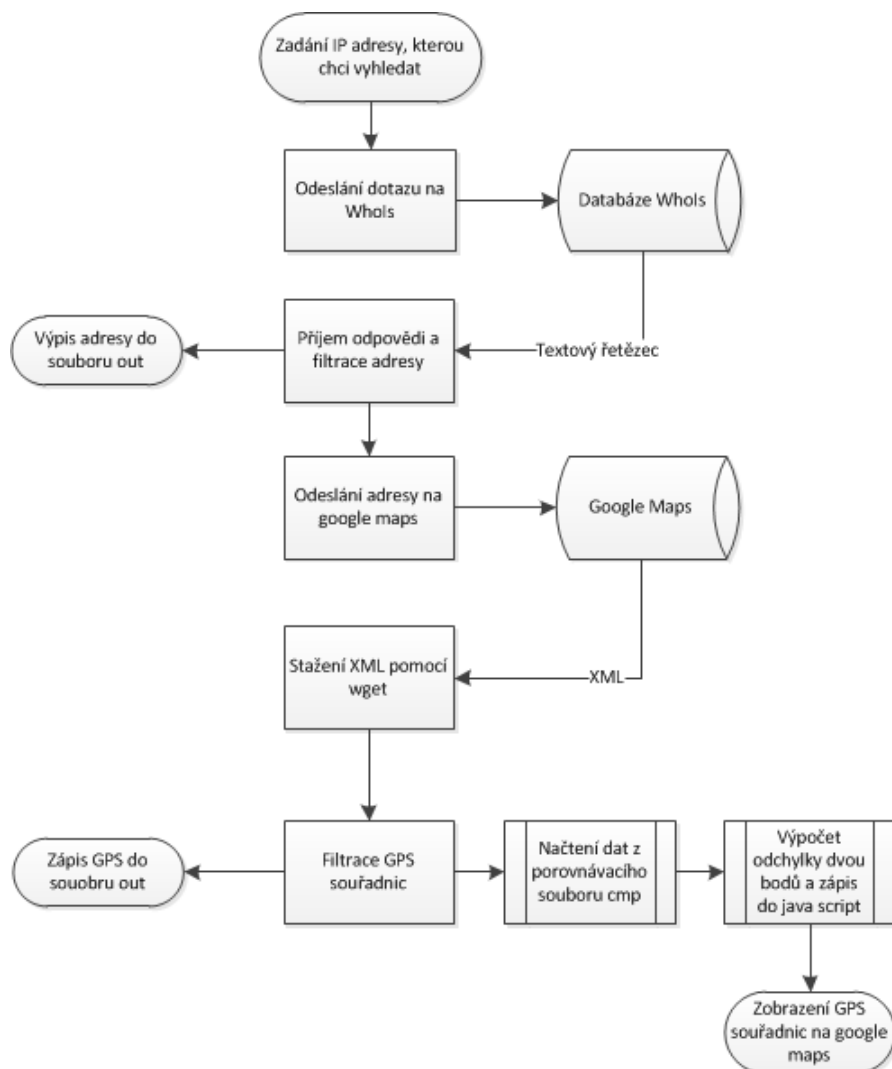 Zadání IP adresy, kterou
chci vyhledat
Odeslání dotazu na
WhoIs
Databáze WhoIs
Výpis adresy do
souboru out
Příjem odpovědi a
filtrace adresy
Textový řetězec
Odeslání adresy na
google maps
Google Maps
Stažení XML pomocí
wget
XML
Zápis GPS do
souobru out
Filtrace GPS
souřadnic
Načtení dat z
porovnávacího
souboru cmp
Výpočet
odchylky dvou
bodů a zápis
do java script
Zobrazení GPS
souřadnic na google
maps